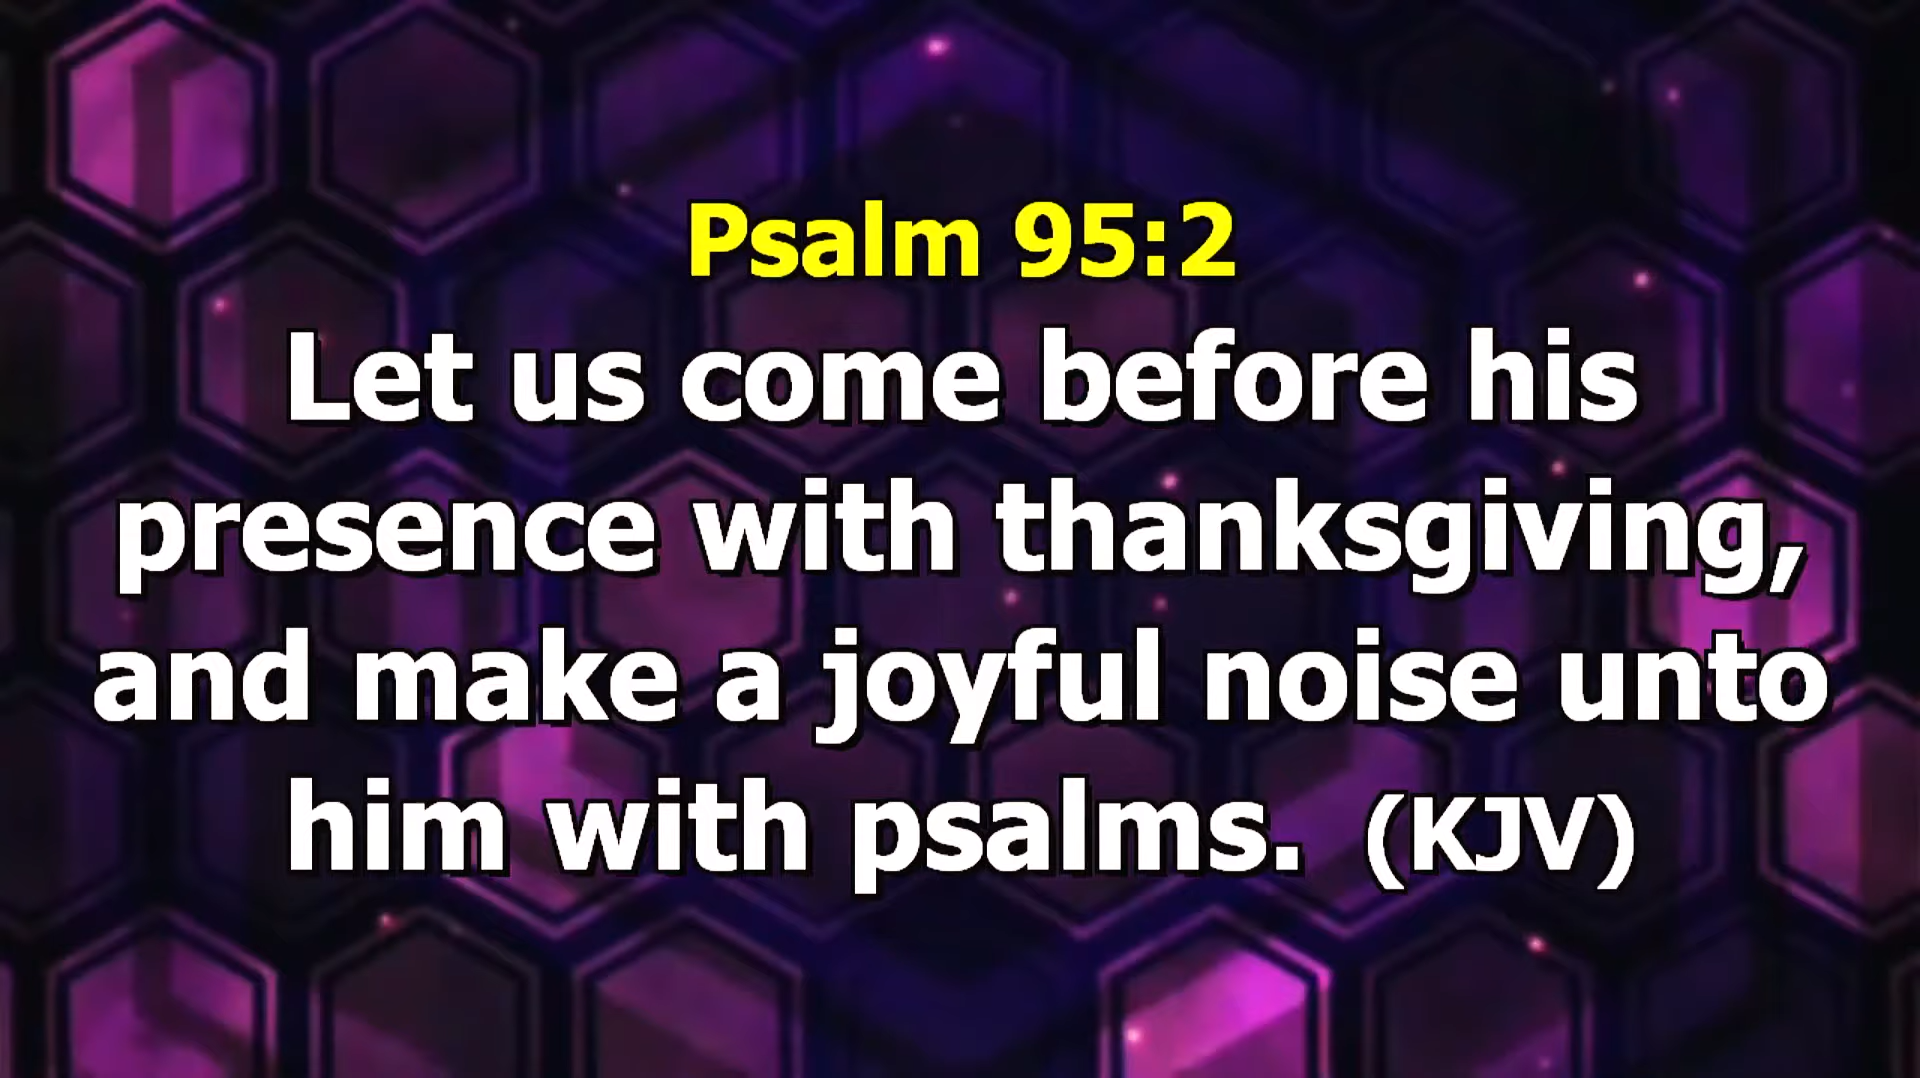 Psalm 95:2
Let us come before his
presence with thanksgiving,
and make a joyful noise unto
him with psalms. (KJV)